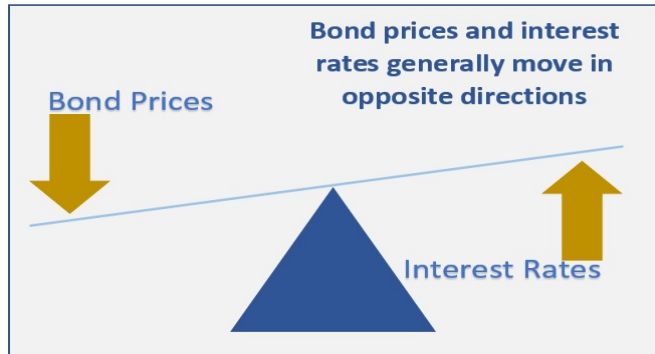 Bond prices and interest
rates generally move in
opposite directions
Bond Prices
Interest Rates